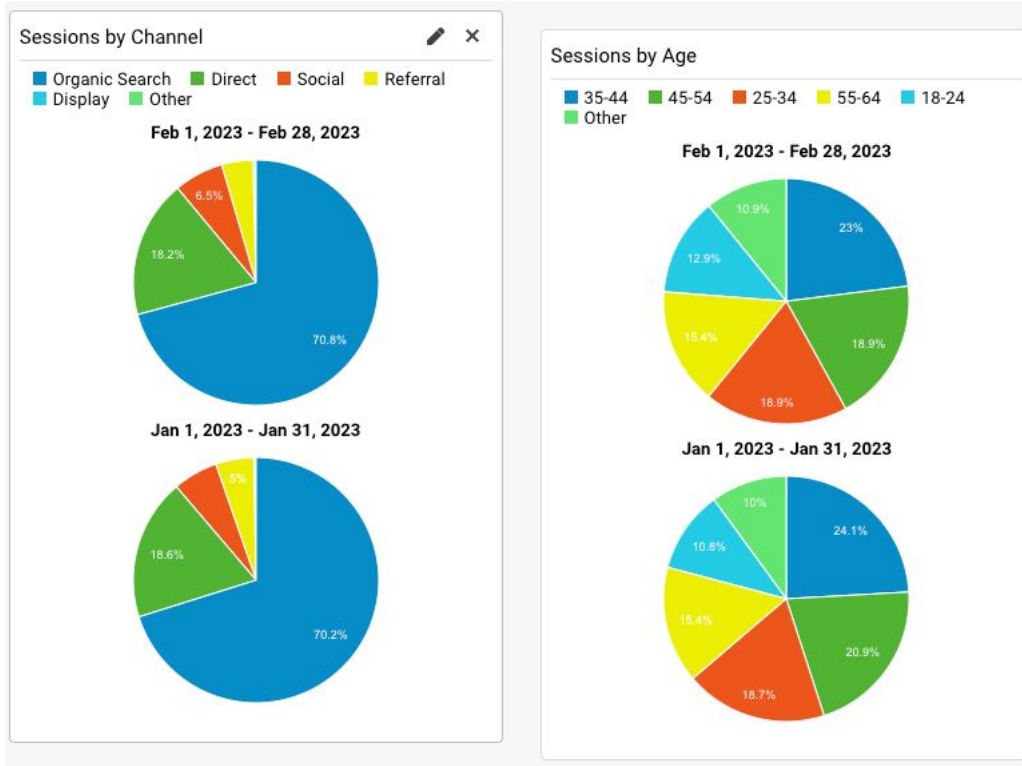 Sessions by Channel
Organic Search Direct Social Referral
Display Other
Feb 1, 2023 - Feb 28, 2023
6.5%
18.2%
70.8%
Jan 1, 2023 - Jan 31, 2023
5%
18.6%
70.2%
Sessions by Age
35-44 45-54 25-34 55-64 18-24
Other
Feb 1, 2023 - Feb 28, 2023
10.9%
23%
12.9%
15.4%
18.9%
18.9%
Jan 1, 2023 - Jan 31, 2023
10%
24.1%
10.8%
15.4%
20.9%
18.7%